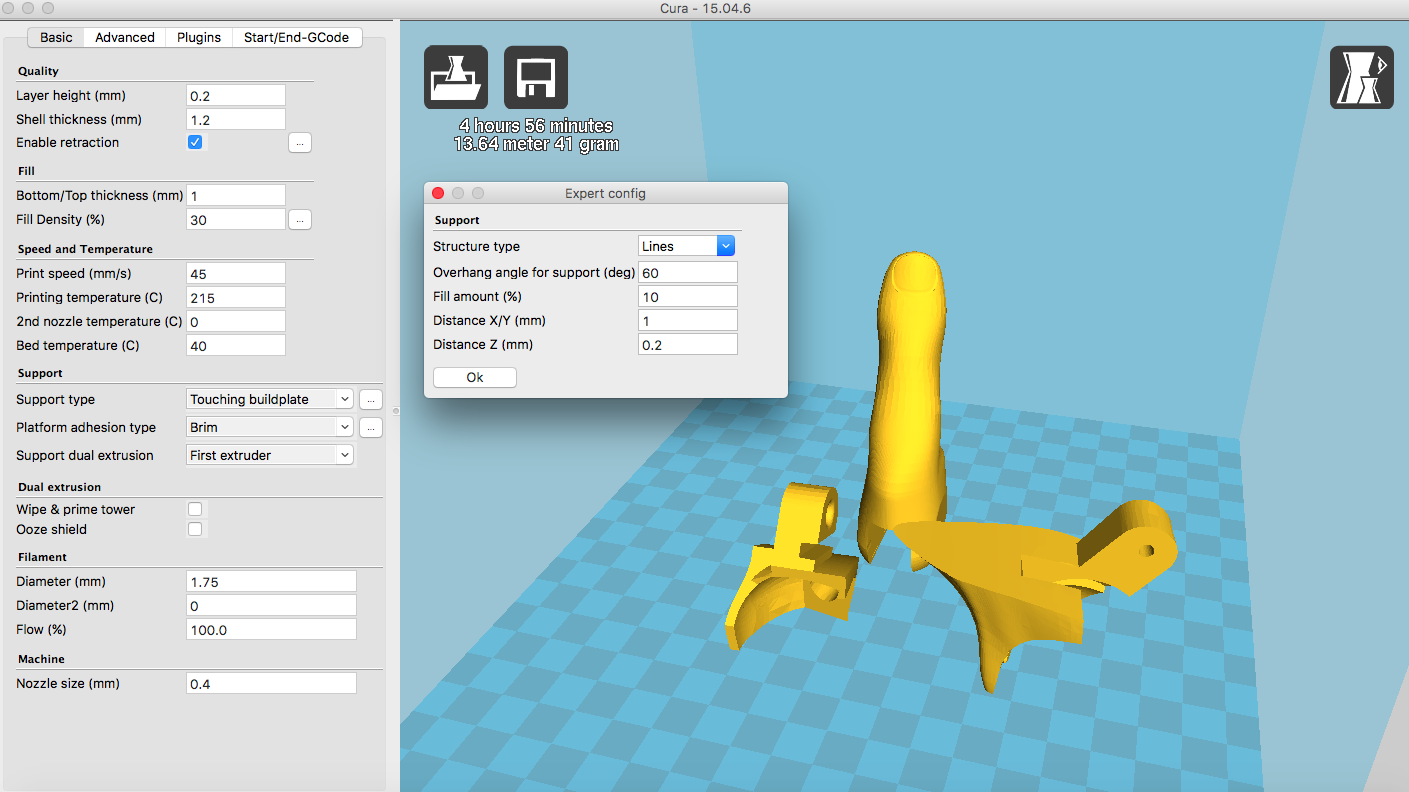 Cura - 15.04.6
Basic Advanced Plugins Start/End-GCode
Quality
Layer height (mm) 0.2
Shell thickness (mm) 1.2
Enable retraction ...
Fill
Bottom/Top thickness (mm) 1
Fill Density (%) 30 ...
Speed and Temperature
Print speed (mm/s) 45
Printing temperature (C) 215
2nd nozzle temperature (C) 0
Bed temperature (C) 40
Support
Support type Touching buildplate ...
Platform adhesion type Brim ...
Support dual extrusion First extruder
Dual extrusion
Wipe & prime tower
Ooze shield
Filament
Diameter (mm) 1.75
Diameter2 (mm) 0
Flow (%) 100.0
Machine
Nozzle size (mm) 0.4
4 hours 56 minutes
13.64 meter 41 gram
Expert config
Support
Structure type Lines
Overhang angle for support (deg) 60
Fill amount (%) 10
Distance X/Y (mm) 1
Distance Z (mm) 0.2
Ok